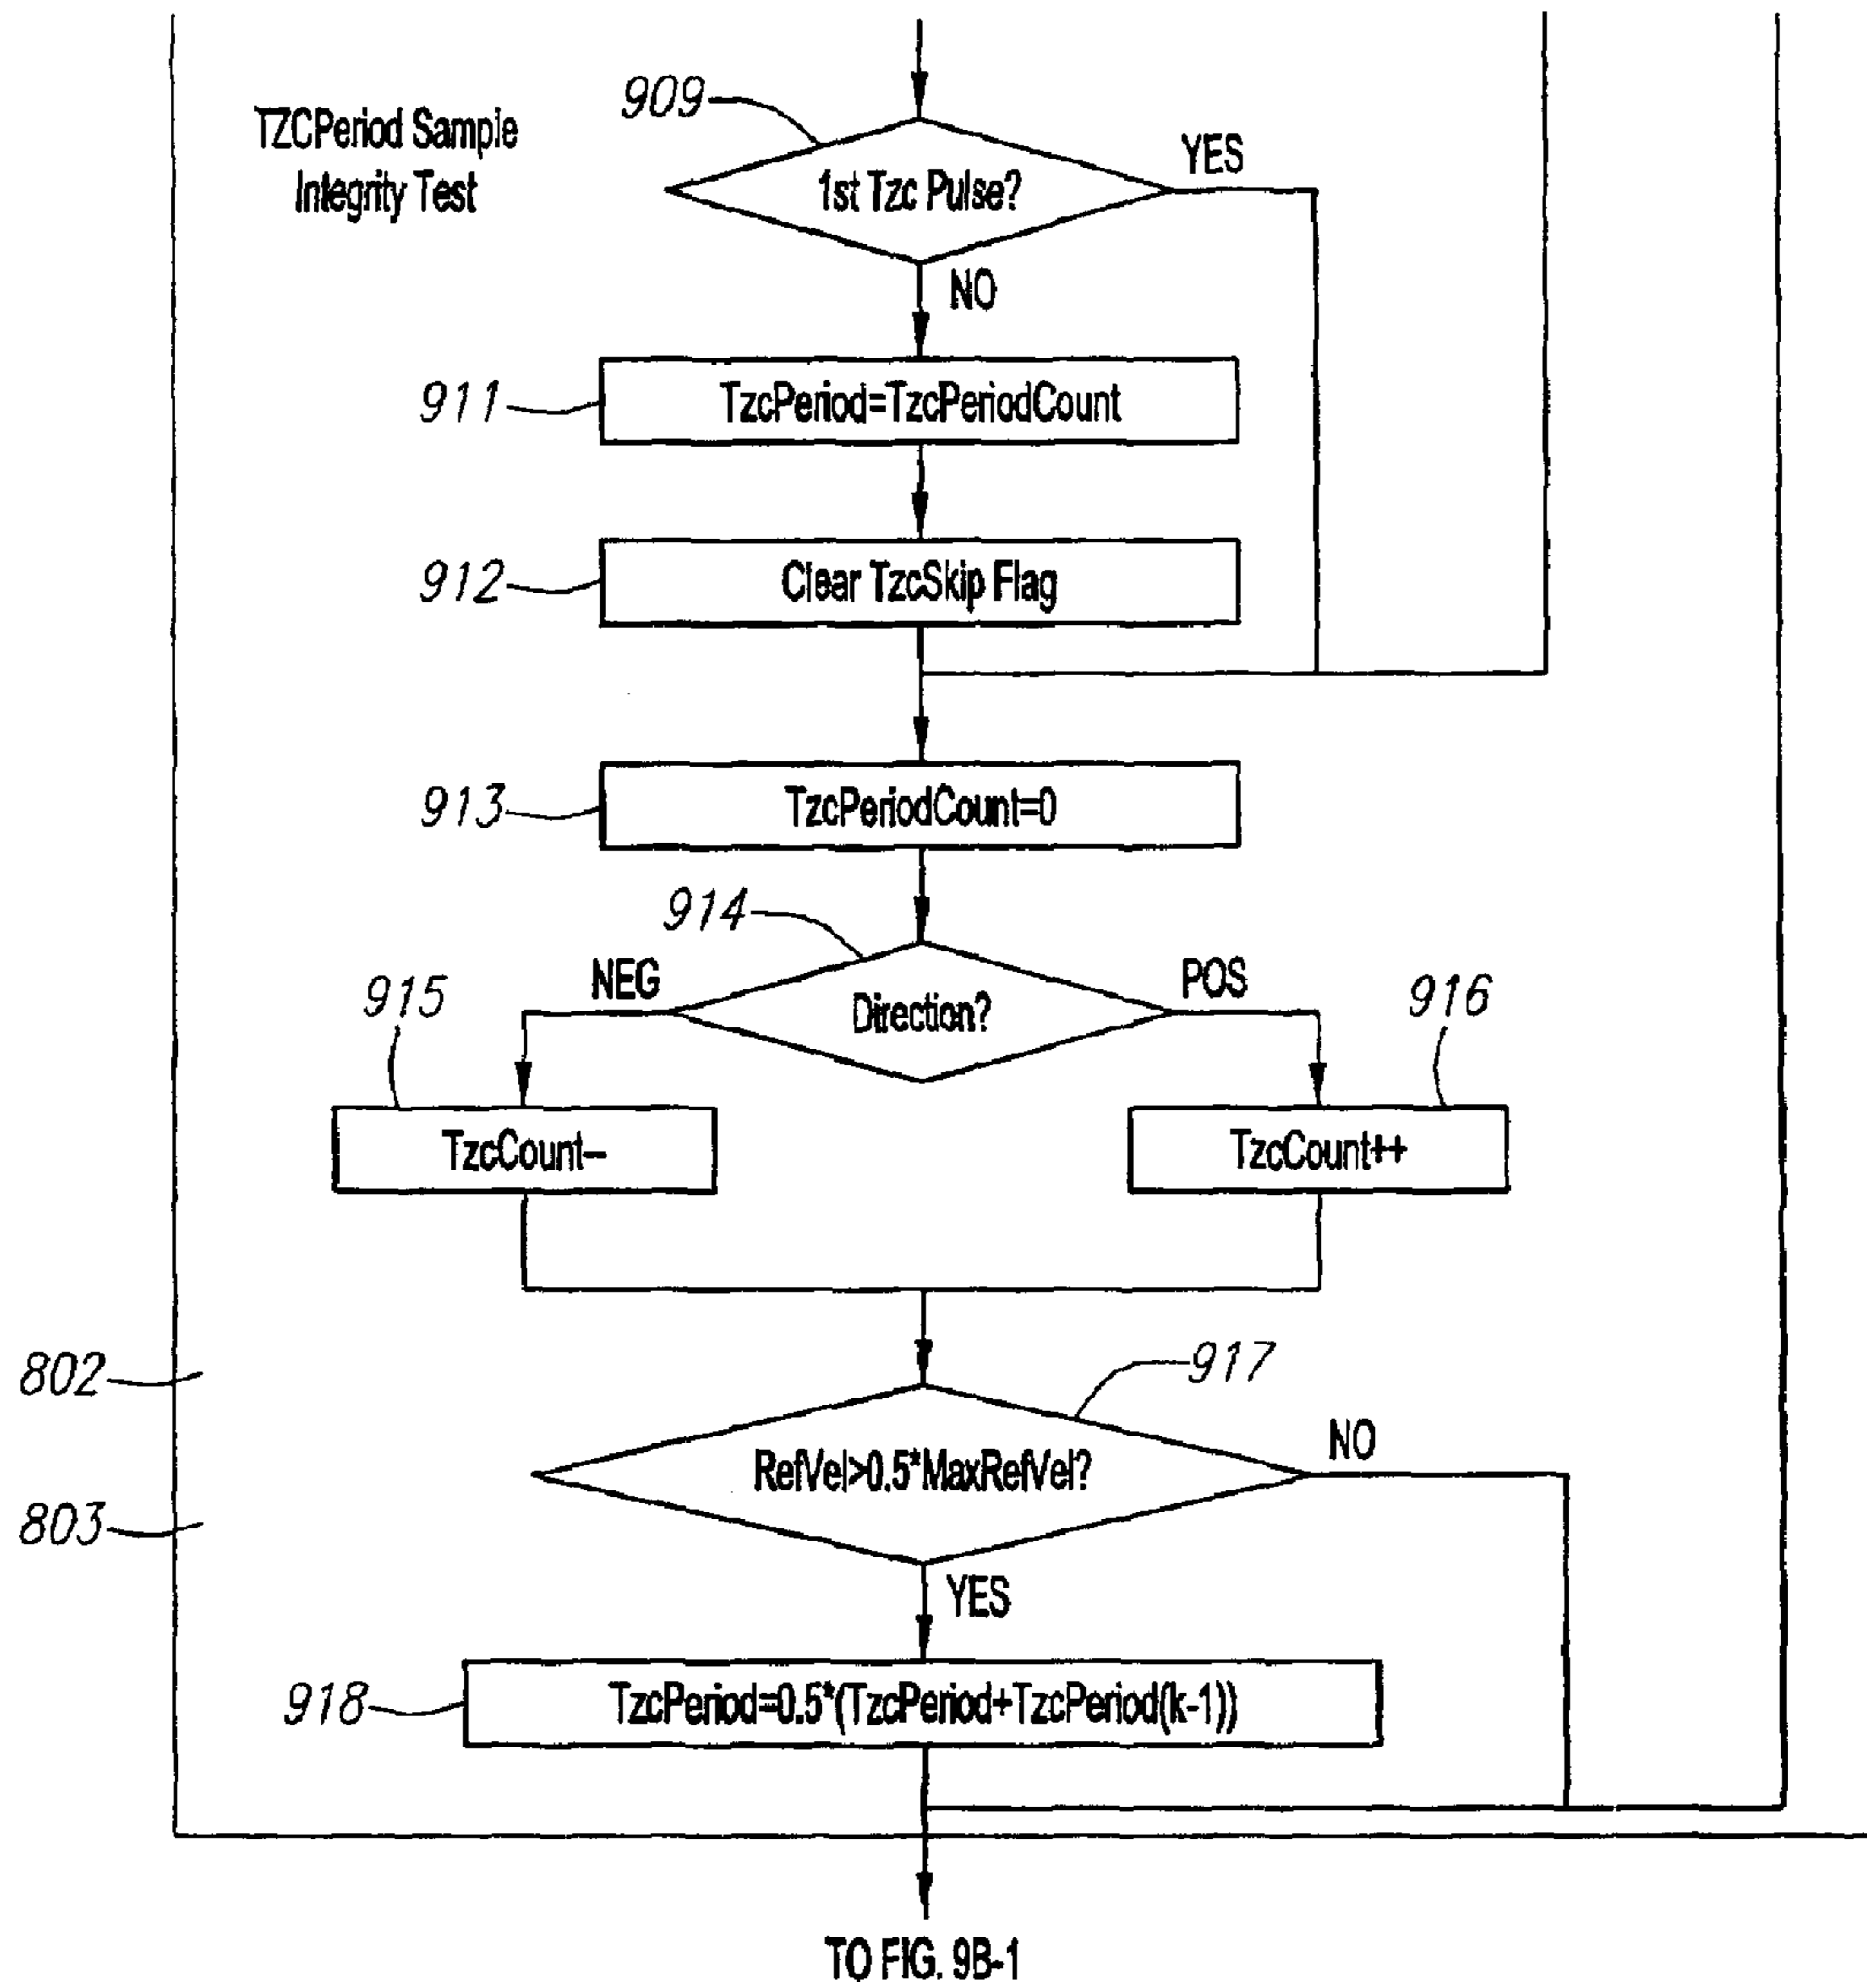 TZCPeriod Sample
Integrity Test
909
1st Tzc Pulse?
YES
NO
911
TzcPeriod=TzcPeriodCount
912
Clear TzcSkip Flag
913
TzcPeriodCount=0
914
Direction?
NEG
POS
915
916
TzcCount–
TzcCount++
802
917
RefVel>0.5*MaxRefVel?
NO
803
YES
918
TzcPeriod=0.5*(TzcPeriod+TzcPeriod(k-1))
TO FIG. 9B-1